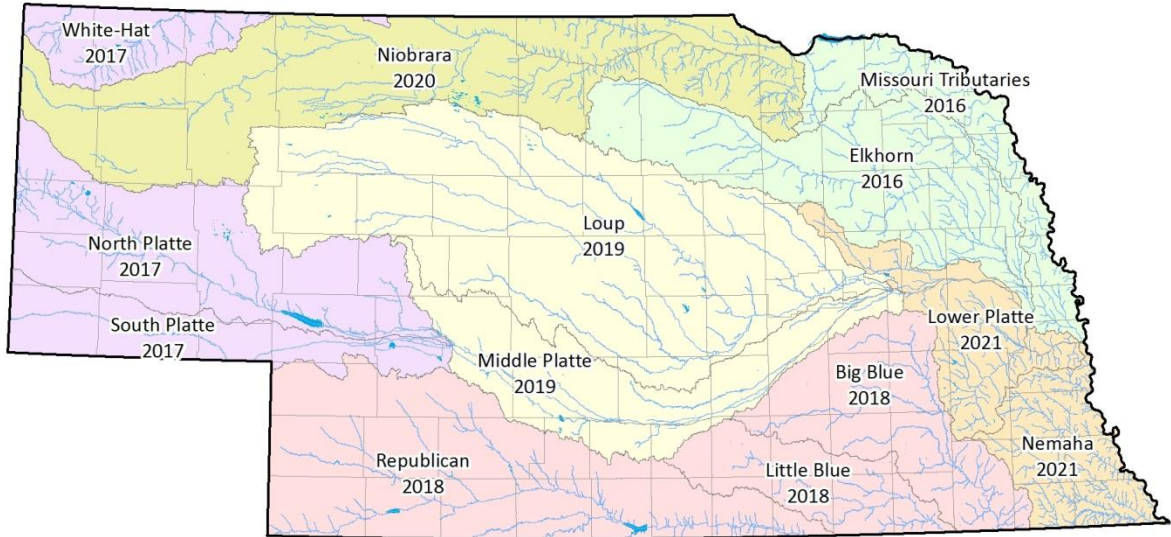 White-Hat
2017
Niobrara
2020
Missouri Tributaries
2016
Elkhorn
2016
Loup
2019
North Platte
2017
South Platte
2017
Lower Platte
2021
Middle Platte
2019
Big Blue
2018
Nemaha
2021
Republican
2018
Little Blue
2018